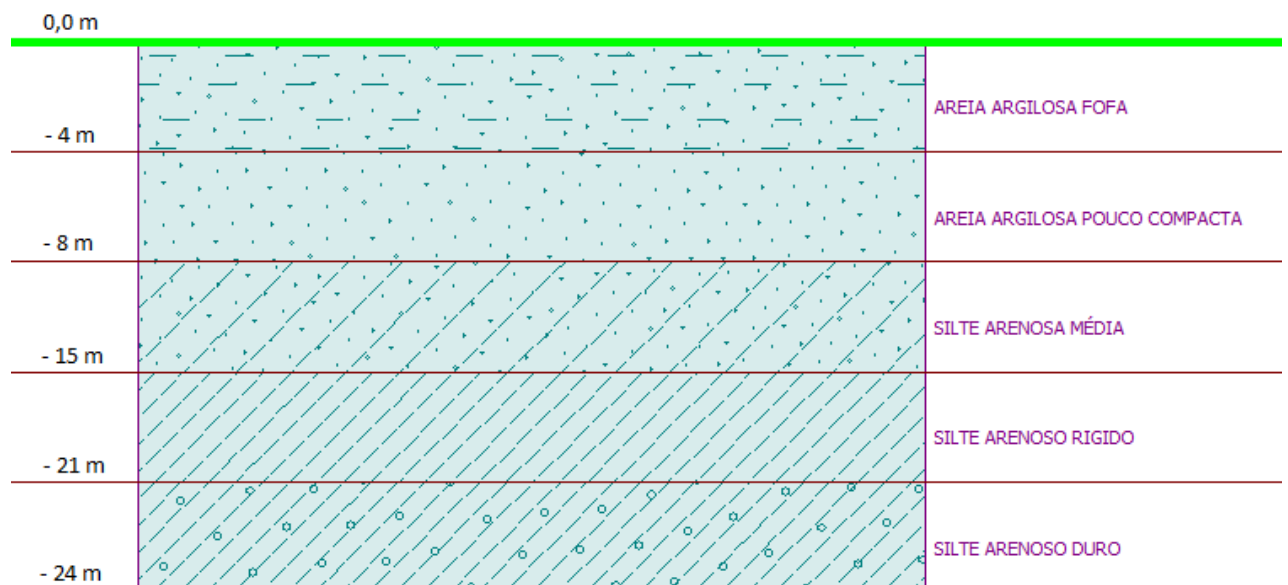 0,0 m
AREIA ARGILOSA FOFA
- 4 m
AREIA ARGILOSA POUCO COMPACTA
- 8 m
SILTE ARENOSA MÉDIA
- 15 m
SILTE ARENOSO RIGIDO
- 21 m
SILTE ARENOSO DURO
- 24 m